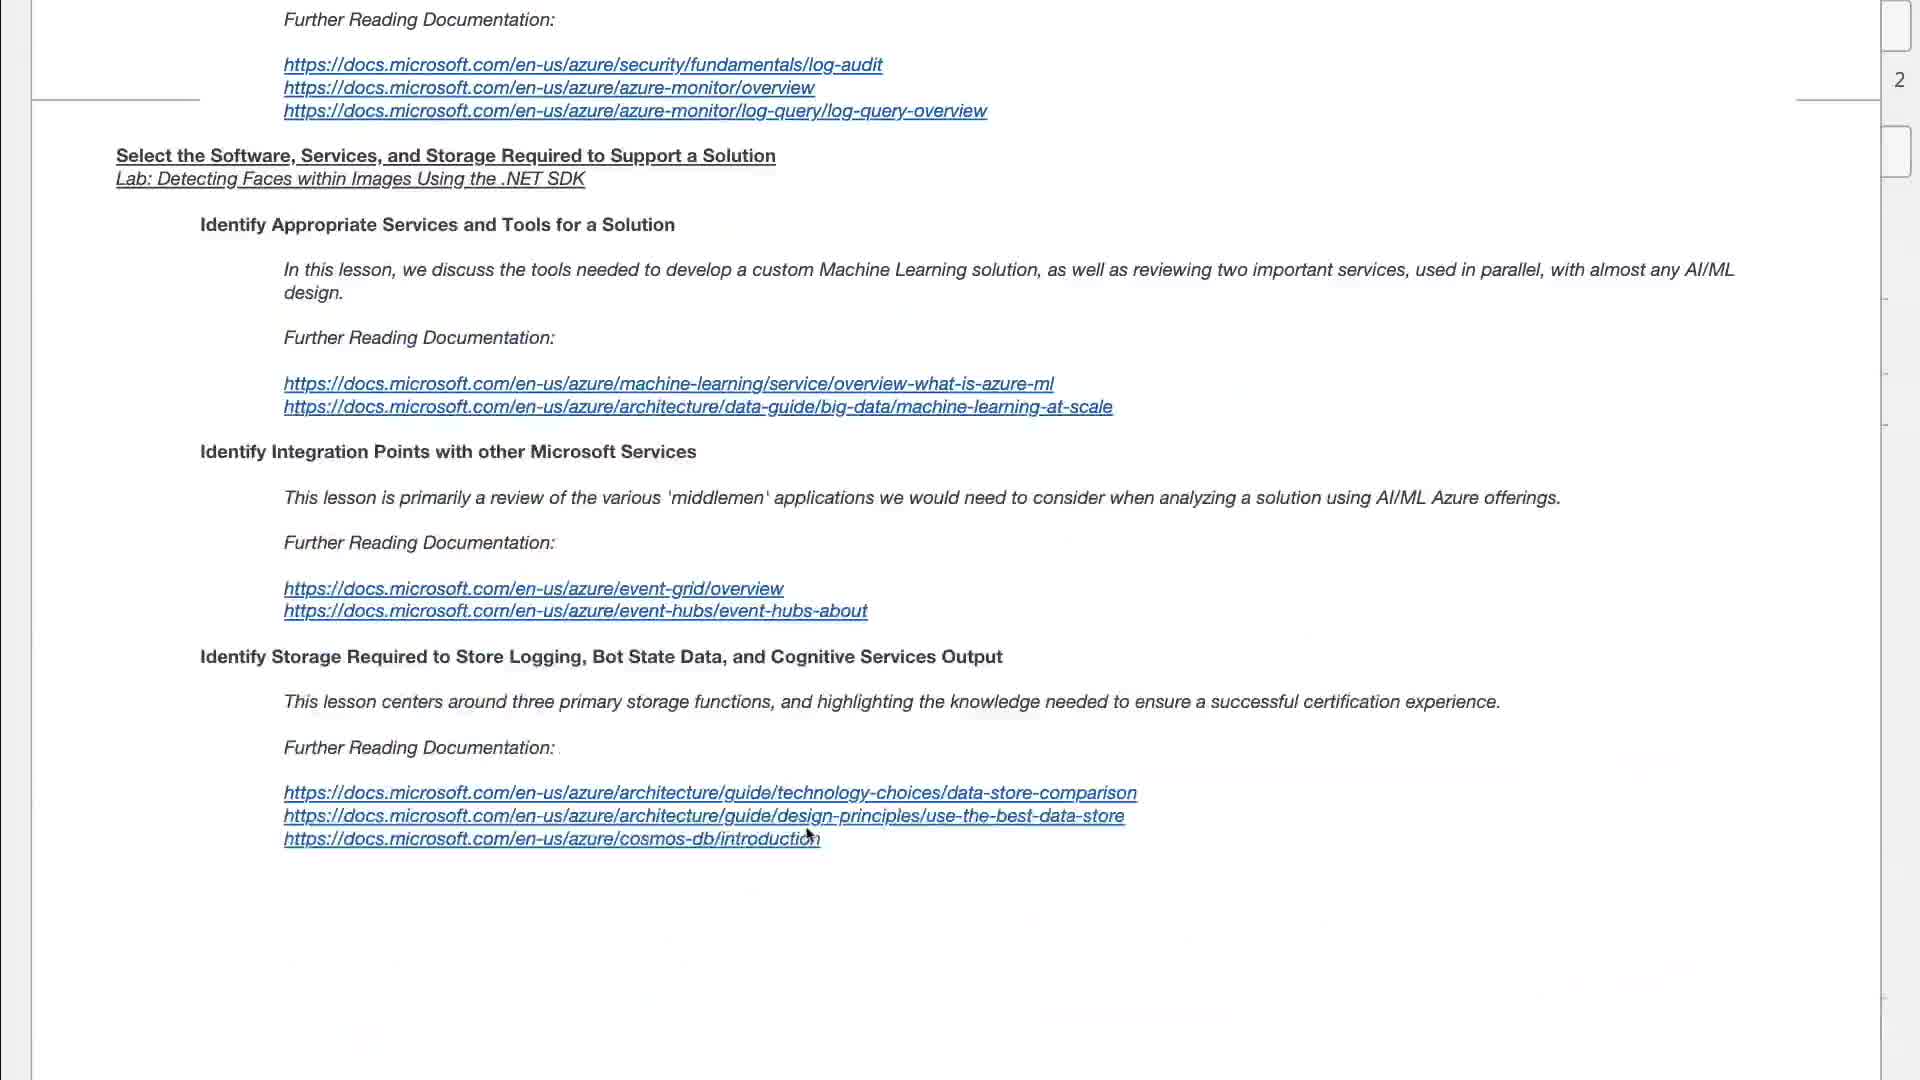 Further Reading Documentation:
https://docs.microsoft.com/en-us/azure/security/fundamentals/log-audit
https://docs.microsoft.com/en-us/azure/azure-monitor/overview
https://docs.microsoft.com/en-us/azure/azure-monitor/log-query/log-query-overview
2
Select the Software, Services, and Storage Required to Support a Solution
Lab: Detecting Faces within Images Using the .NET SDK
Identify Appropriate Services and Tools for a Solution
In this lesson, we discuss the tools needed to develop a custom Machine Learning solution, as well as reviewing two important services, used in parallel, with almost any AI/ML
design.
Further Reading Documentation:
https://docs.microsoft.com/en-us/azure/machine-learning/service/overview-what-is-azure-ml
https://docs.microsoft.com/en-us/azure/architecture/data-guide/big-data/machine-learning-at-scale
Identify Integration Points with other Microsoft Services
This lesson is primarily a review of the various 'middlemen' applications we would need to consider when analyzing a solution using AI/ML Azure offerings.
Further Reading Documentation:
https://docs.microsoft.com/en-us/azure/event-grid/overview
https://docs.microsoft.com/en-us/azure/event-hubs/event-hubs-about
Identify Storage Required to Store Logging, Bot State Data, and Cognitive Services Output
This lesson centers around three primary storage functions, and highlighting the knowledge needed to ensure a successful certification experience.
Further Reading Documentation:
https://docs.microsoft.com/en-us/azure/architecture/guide/technology-choices/data-store-comparison
https://docs.microsoft.com/en-us/azure/architecture/guide/design-principles/use-the-best-data-store
https://docs.microsoft.com/en-us/azure/cosmos-db/introduction